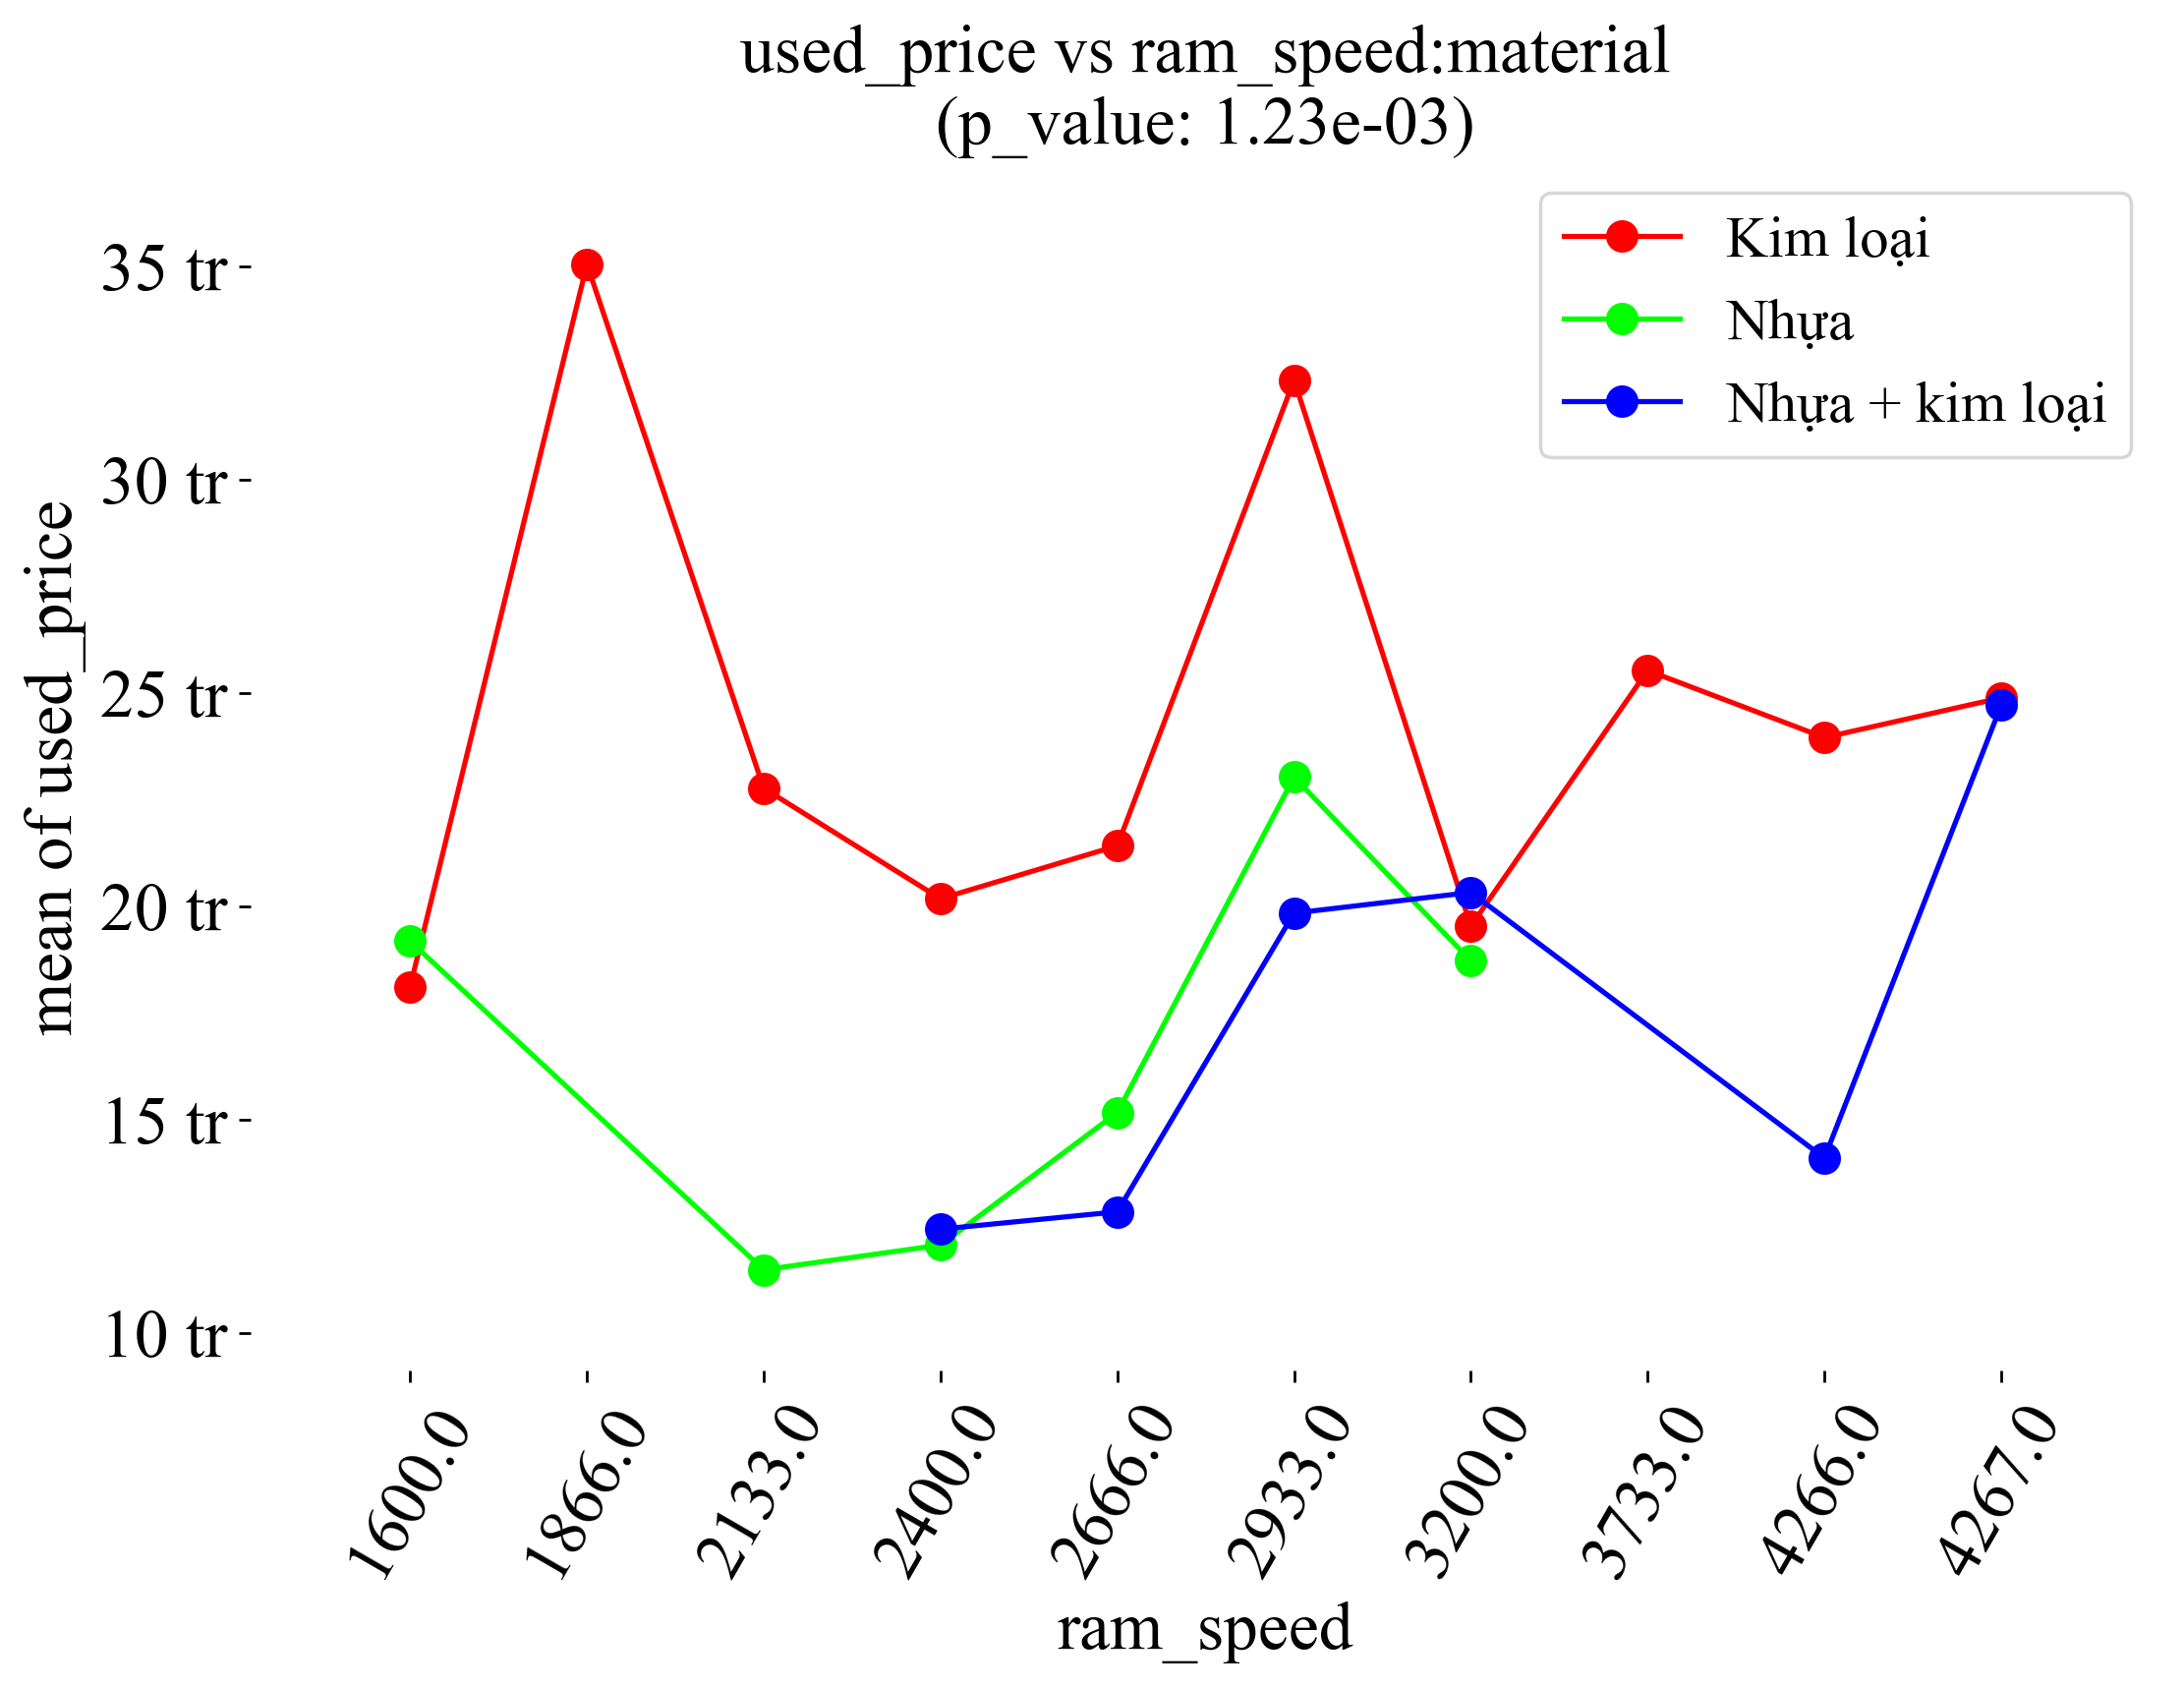 used_price vs ram_speed:material
(p_value: 1.23e-03)
Kim loại
Nhựa
Nhựa + kim loại
mean of used_price
35 tr
30 tr
25 tr
20 tr
15 tr
10 tr
1600.0
1866.0
2133.0
2400.0
2666.0
2933.0
3200.0
3733.0
4266.0
4267.0
ram_speed